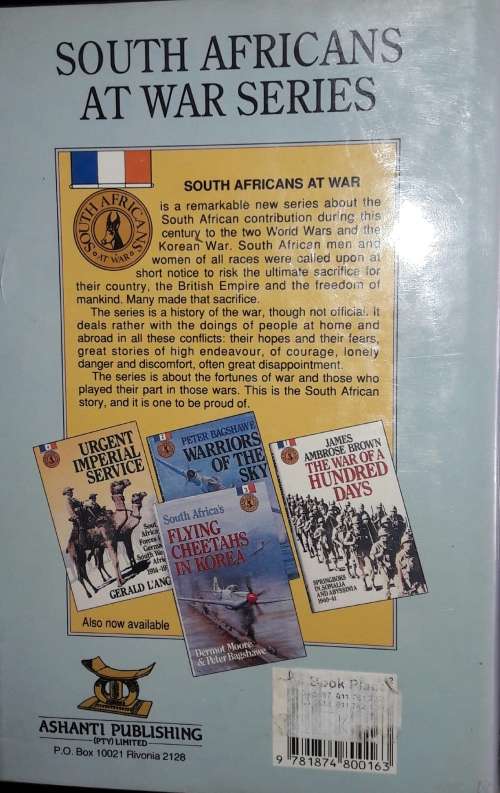 SOUTH AFRICANS
AT WAR SERIES
SOUTH AFRICANS
AT WAR
SOUTH AFRICANS AT WAR
is a remarkable new series about the
South African contribution during this
century to the two World Wars and the
Korean War. South African men and
women of all races were called upon at
short notice to risk the ultimate sacrifice for
their country, the British Empire and the freedom of
mankind. Many made that sacrifice.
The series is a history of the war, though not official. It
deals rather with the doings of people at home and
abroad in all these conflicts: their hopes and their fears,
great stories of high endeavour, of courage, lonely
danger and discomfort, often great disappointment.
The series is about the fortunes of war and those who
played their part in those wars. This is the South African
story, and it is one to be proud of.
URGENT
IMPERIAL
SERVICE
GERALD L'ANG
PETER BAGSHAWE
WARRIORS
OF THE
SKY
South Africa's
FLYING
CHEETAHS
IN KOREA
Dermot Moore
& Peter Bagshawe
JAMES
AMBROSE BROWN
THE WAR OF A
HUNDRED
DAYS
SPRINGBOKS
IN SOMALIA
AND ABYSSINIA
1940-41
Also now available
ASHANTI PUBLISHING
(PTY) LIMITED
P.O. Box 10021 Rivonia 2128
9 781874 800163